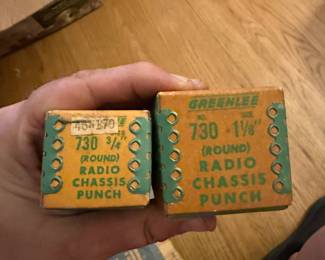 730 3/4"
(ROUND)
RADIO
CHASSIS
PUNCH
GREENLEE
730 - 1 1/8"
(ROUND)
RADIO
CHASSIS
PUNCH